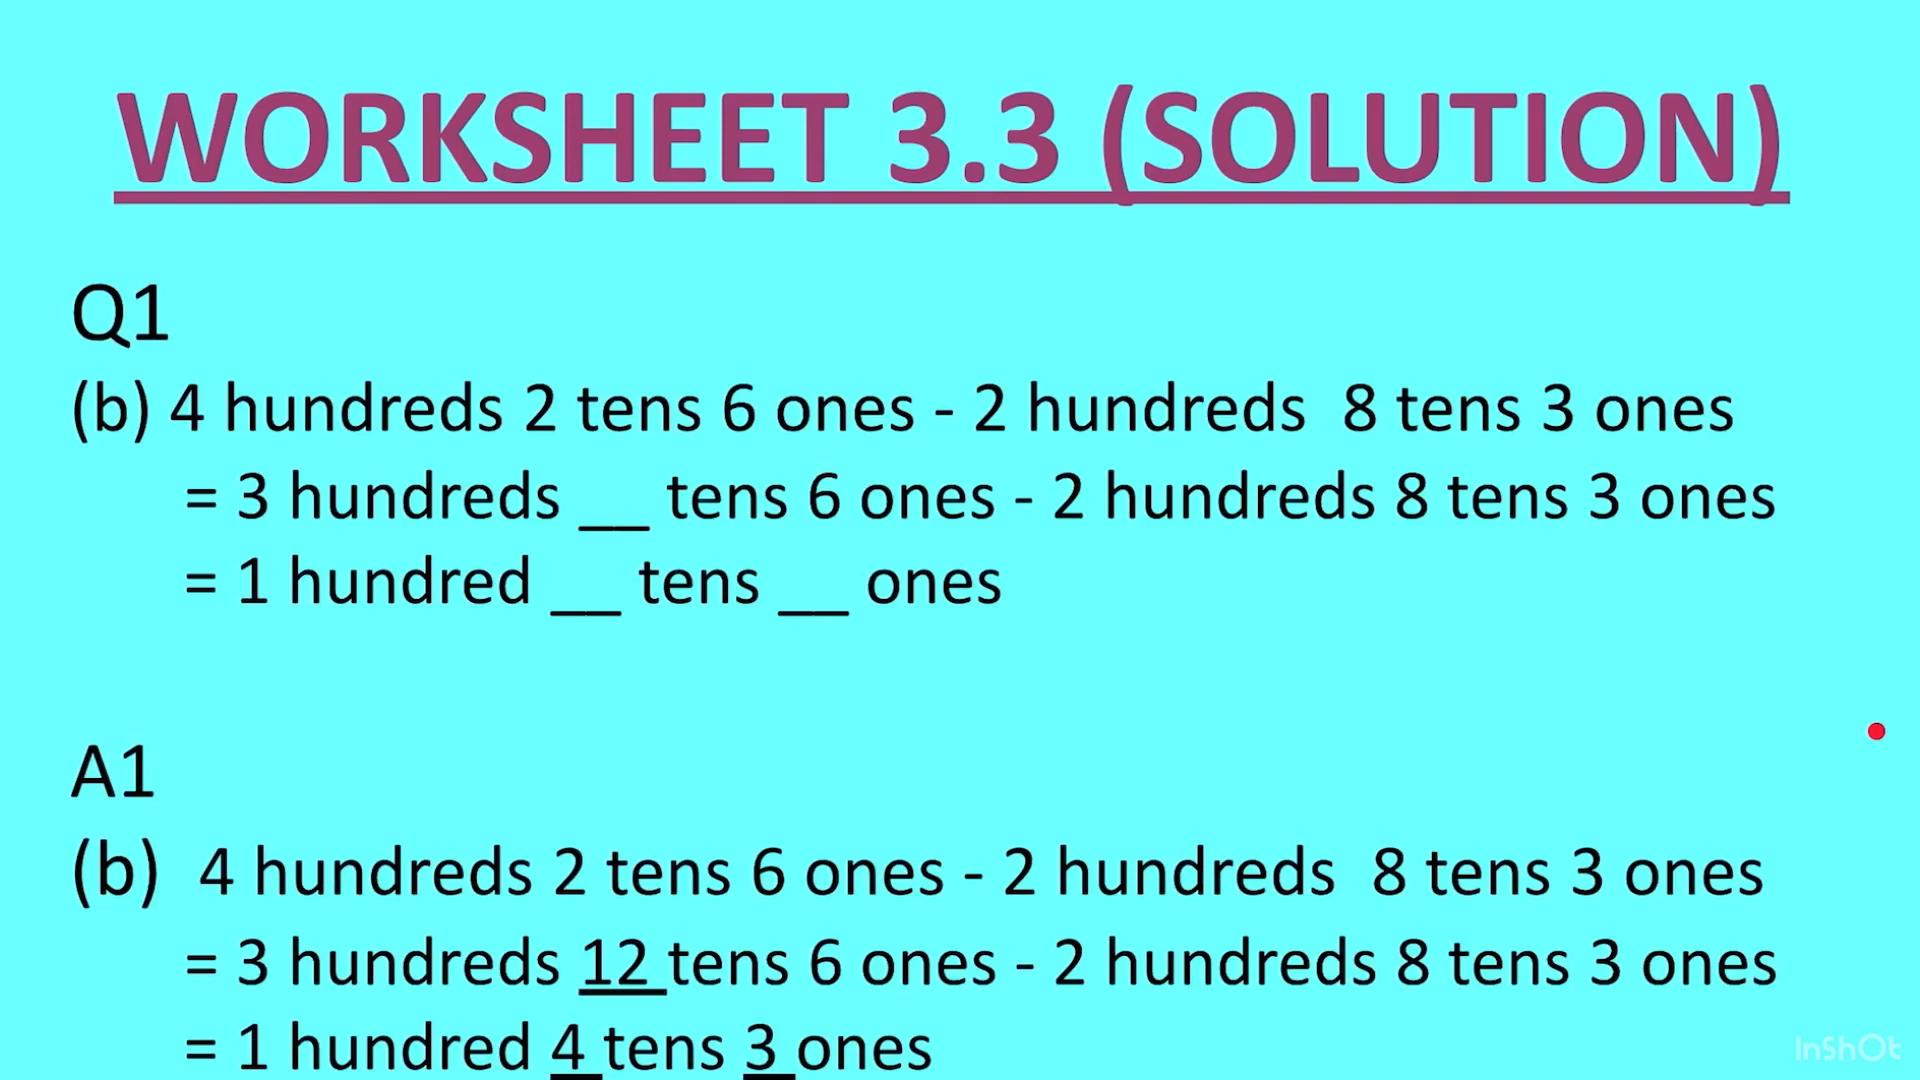 WORKSHEET 3.3 (SOLUTION)
Q1
(b) 4 hundreds 2 tens 6 ones - 2 hundreds  8 tens 3 ones
= 3 hundreds __ tens 6 ones - 2 hundreds 8 tens 3 ones
= 1 hundred __ tens __ ones
A1
(b)  4 hundreds 2 tens 6 ones - 2 hundreds  8 tens 3 ones
= 3 hundreds 12 tens 6 ones - 2 hundreds 8 tens 3 ones
= 1 hundred 4 tens 3 ones
InShOt